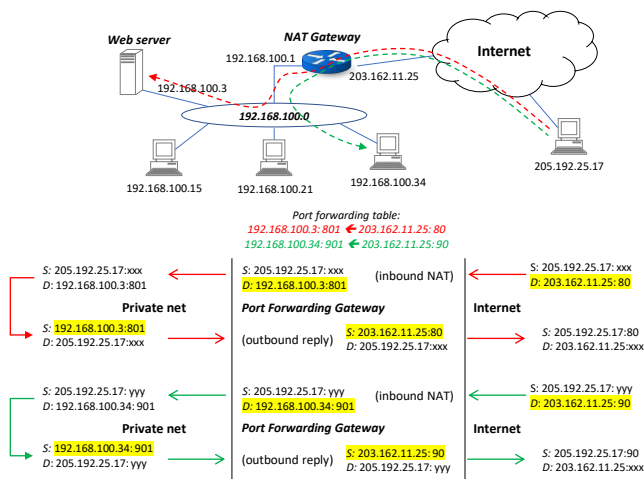 Web server
NAT Gateway
Internet
192.168.100.1
203.162.11.25
192.168.100.3
192.168.100.0
192.168.100.15
192.168.100.21
192.168.100.34
205.192.25.17
Port forwarding table:
192.168.100.3: 801 ← 203.162.11.25: 80
192.168.100.34: 901 ← 203.162.11.25: 90
S: 205.192.25.17: xxx
D: 192.168.100.3:801
S: 205.192.25.17: xxx
D: 192.168.100.3:801
(inbound NAT)
S: 205.192.25.17: xxx
D: 203.162.11.25: 80
Private net
Port Forwarding Gateway
Internet
S: 192.168.100.3:801
D: 205.192.25.17:xxx
(outbound reply)
S: 203.162.11.25:80
D: 205.192.25.17:xxx
S: 205.192.25.17:80
D: 203.162.11.25:xxx
S: 205.192.25.17: yyy
D: 192.168.100.34: 901
S: 205.192.25.17: yyy
D: 192.168.100.34: 901
(inbound NAT)
S: 205.192.25.17: yyy
D: 203.162.11.25: 90
Private net
Port Forwarding Gateway
Internet
S: 192.168.100.34: 901
D: 205.192.25.17: yyy
(outbound reply)
S: 203.162.11.25: 90
D: 205.192.25.17: yyy
S: 205.192.25.17:90
D: 203.162.11.25:xxx